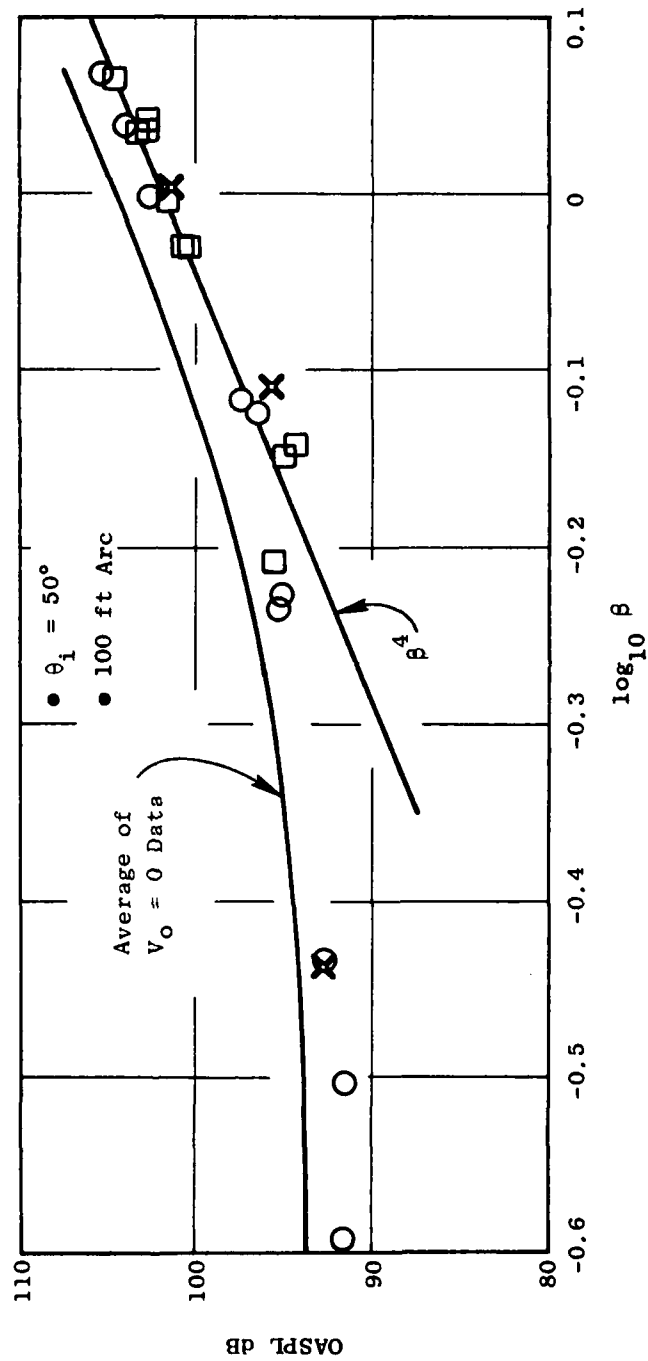 110
100
90
80
OASPL dB
● θi = 50°
● 100 ft Arc
Average of
Vo = 0 Data
β4
-0.6
-0.5
-0.4
-0.3
-0.2
-0.1
0
0.1
log10 β